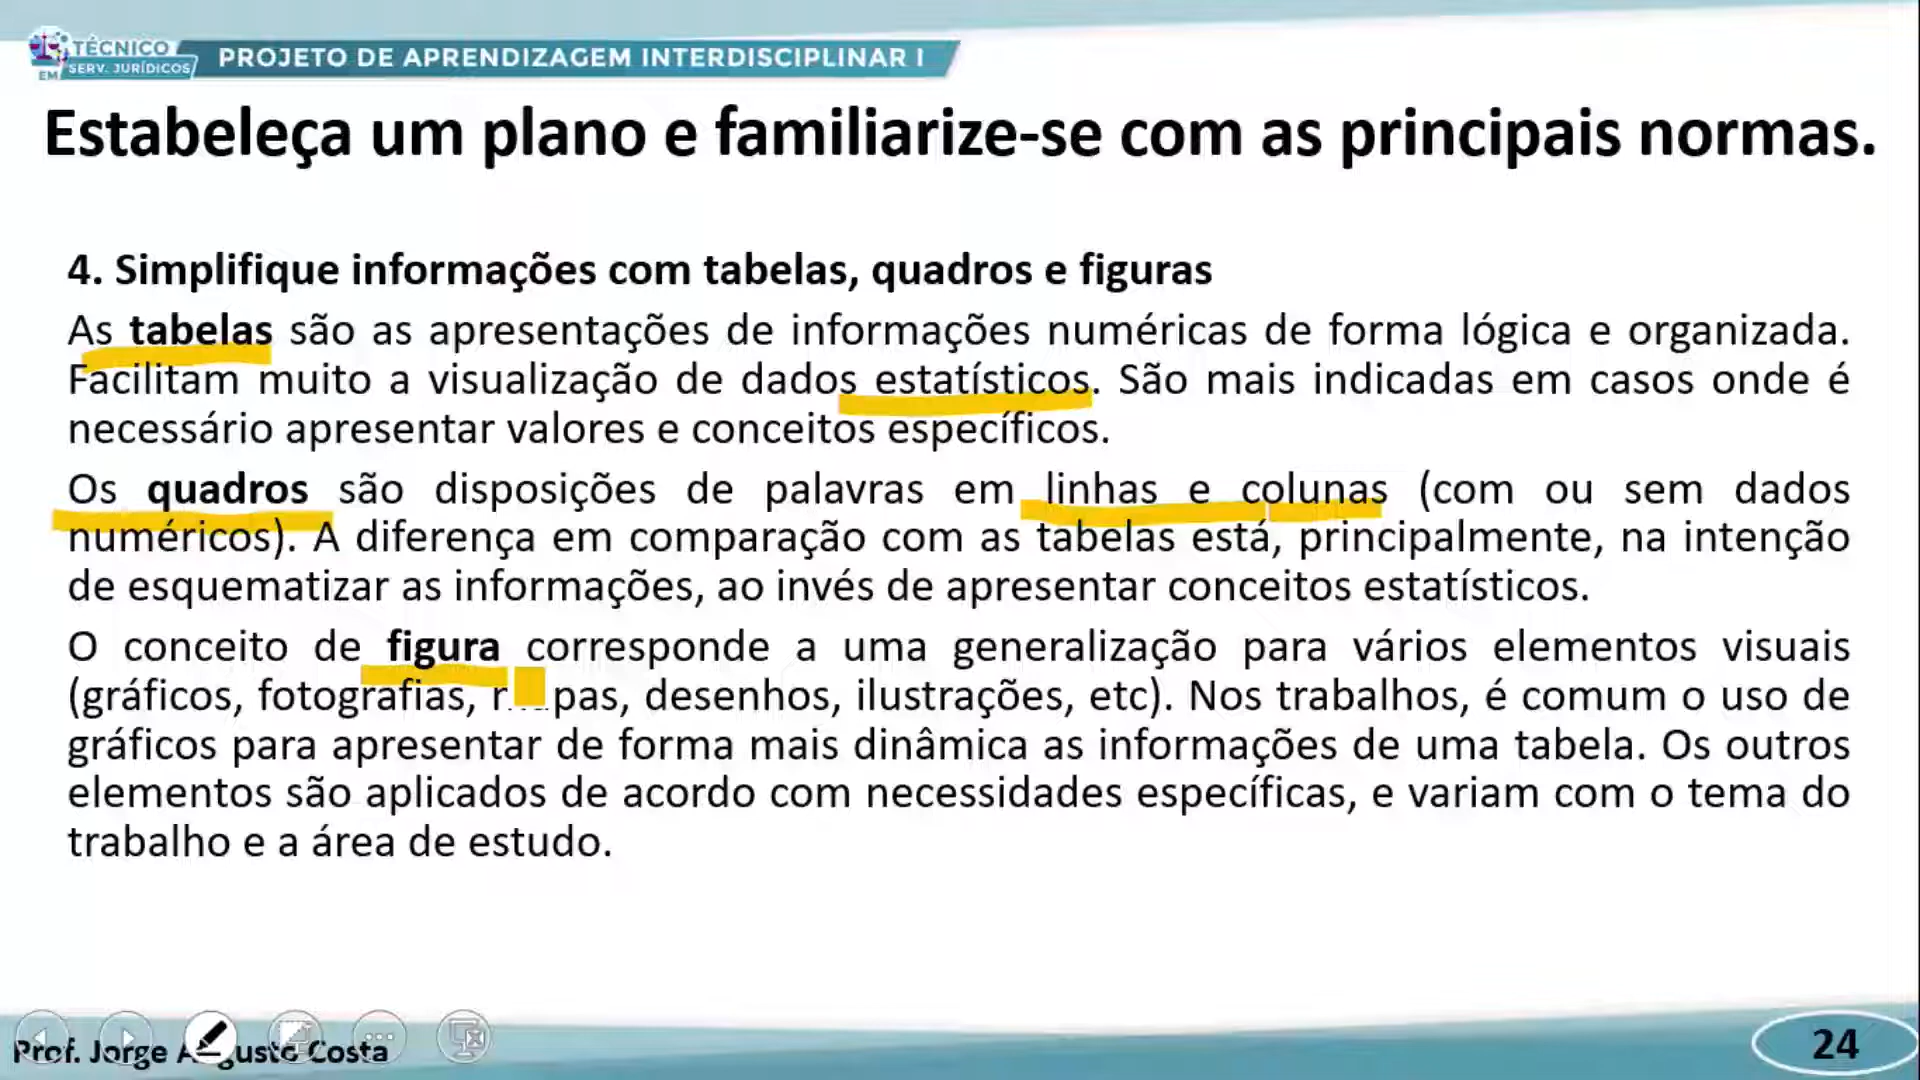 TÉCNICO
EM SERV. JURÍDICOS
PROJETO DE APRENDIZAGEM INTERDISCIPLINAR I
Estabeleça um plano e familiarize-se com as principais normas.
4. Simplifique informações com tabelas, quadros e figuras
As tabelas são as apresentações de informações numéricas de forma lógica e organizada.
Facilitam muito a visualização de dados estatísticos. São mais indicadas em casos onde é
necessário apresentar valores e conceitos específicos.
Os quadros são disposições de palavras em linhas e colunas (com ou sem dados
numéricos). A diferença em comparação com as tabelas está, principalmente, na intenção
de esquematizar as informações, ao invés de apresentar conceitos estatísticos.
O conceito de figura corresponde a uma generalização para vários elementos visuais
(gráficos, fotografias, mapas, desenhos, ilustrações, etc). Nos trabalhos, é comum o uso de
gráficos para apresentar de forma mais dinâmica as informações de uma tabela. Os outros
elementos são aplicados de acordo com necessidades específicas, e variam com o tema do
trabalho e a área de estudo.
Prof. Jorge Augusto Costa
24